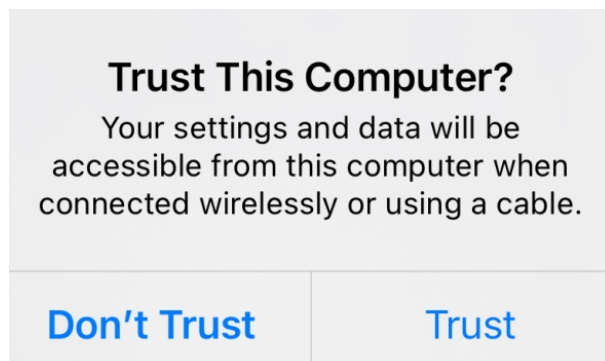 Trust This Computer?
Your settings and data will be
accessible from this computer when
connected wirelessly or using a cable.
Don’t Trust
Trust